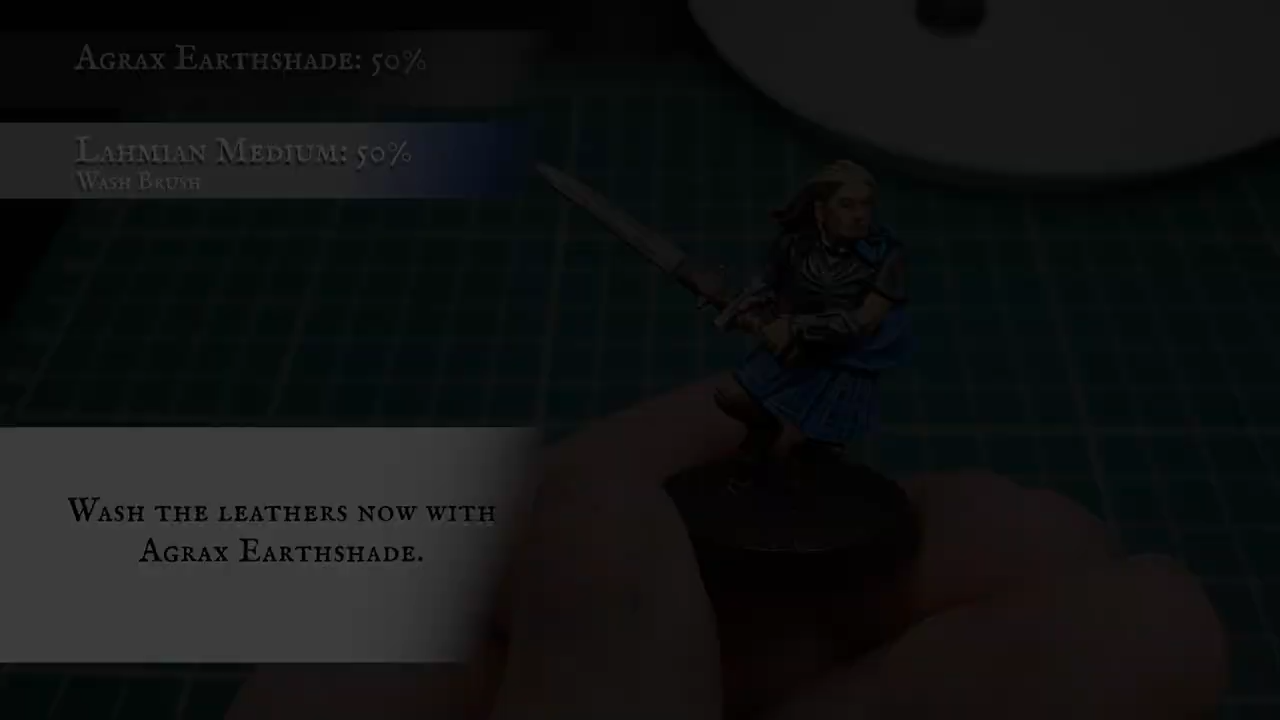 Agrax Earthshade: 50%
Lahmian Medium: 50%
Wash Brush
Wash the leathers now with
Agrax Earthshade.